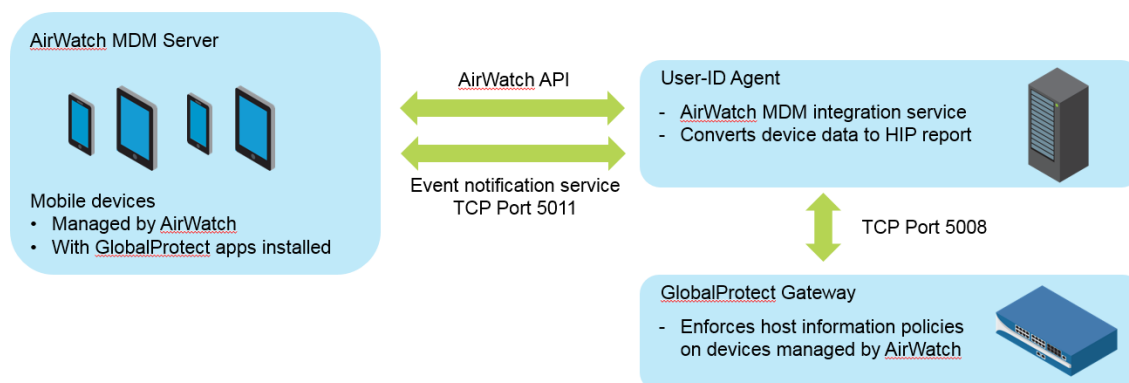 AirWatch MDM Server
Mobile devices
• Managed by AirWatch
• With GlobalProtect apps installed
AirWatch API
Event notification service
TCP Port 5011
User-ID Agent
- AirWatch MDM integration service
- Converts device data to HIP report
TCP Port 5008
GlobalProtect Gateway
- Enforces host information policies
on devices managed by AirWatch